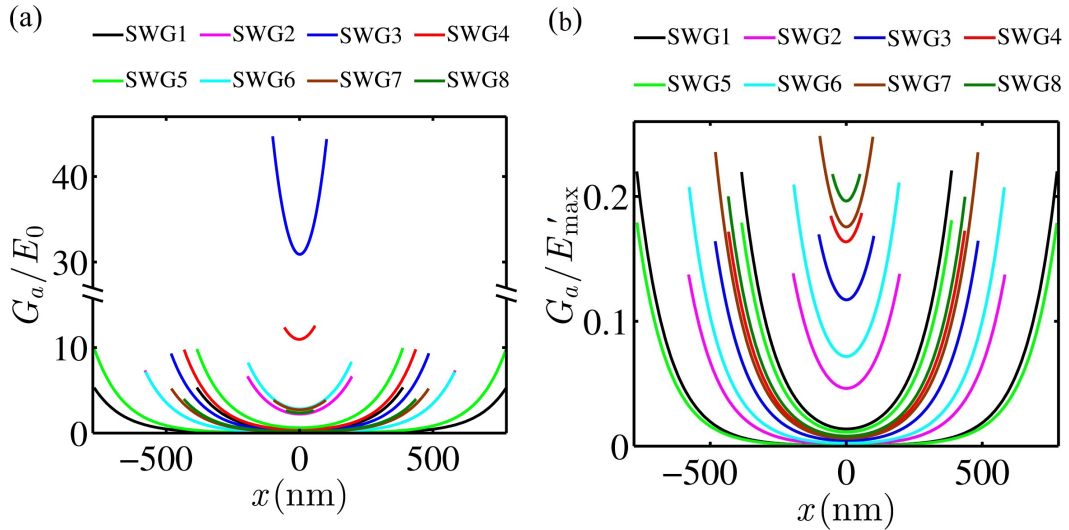 (a)
SWG1 SWG2 SWG3 SWG4
SWG5 SWG6 SWG7 SWG8
G_a/E_0
40
30
10
0
−500 0 500
x (nm)
(b)
SWG1 SWG2 SWG3 SWG4
SWG5 SWG6 SWG7 SWG8
G_a/E'_max
0.2
0.1
0
−500 0 500
x (nm)